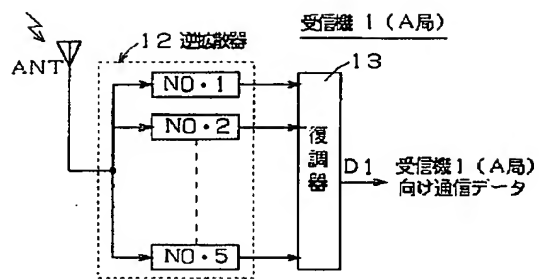 受信機1(A局)
12 逆拡散器
ANT
13
NO・1
NO・2
NO・5
復調器
D1
受信機1(A局)
向け通信データ